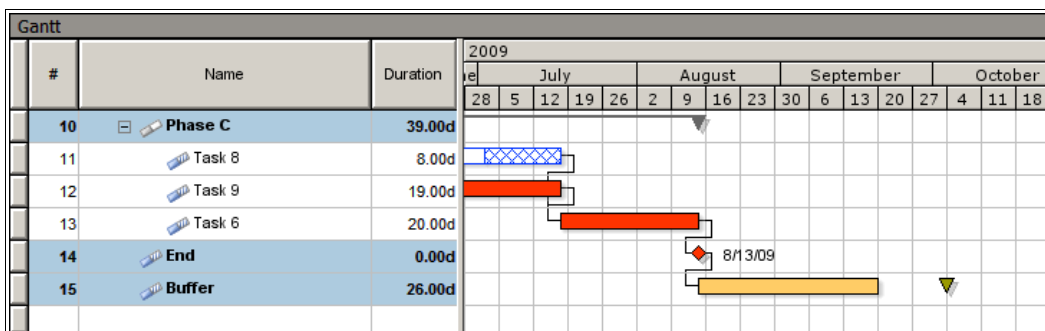 Gantt
# Name Duration
2009
ne July August September October
28 5 12 19 26 2 9 16 23 30 6 13 20 27 4 11 18
10 Phase C 39.00d
11 Task 8 8.00d
12 Task 9 19.00d
13 Task 6 20.00d
14 End 0.00d 8/13/09
15 Buffer 26.00d